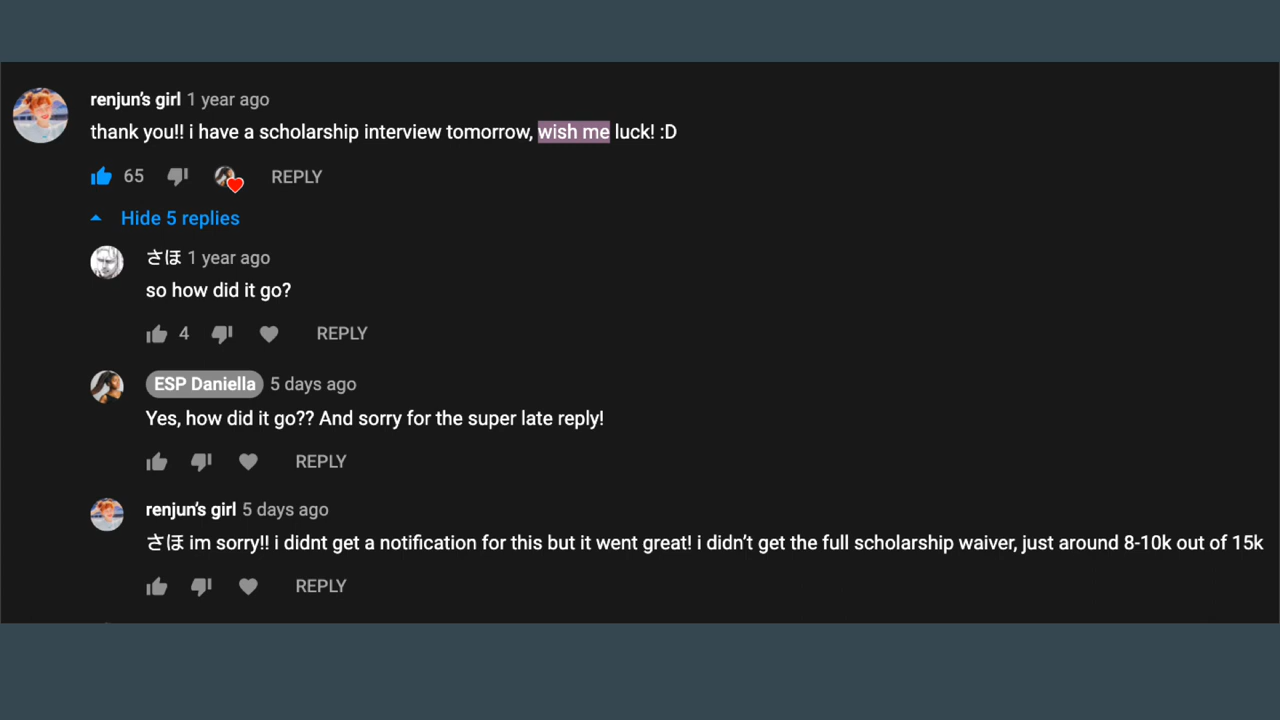 renjun's girl 1 year ago
thank you!! i have a scholarship interview tomorrow, wish me luck! :D
65 REPLY
Hide 5 replies
さほ 1 year ago
so how did it go?
4 REPLY
ESP Daniella 5 days ago
Yes, how did it go?? And sorry for the super late reply!
REPLY
renjun's girl 5 days ago
さほ im sorry!! i didnt get a notification for this but it went great! i didn't get the full scholarship waiver, just around 8-10k out of 15k
REPLY